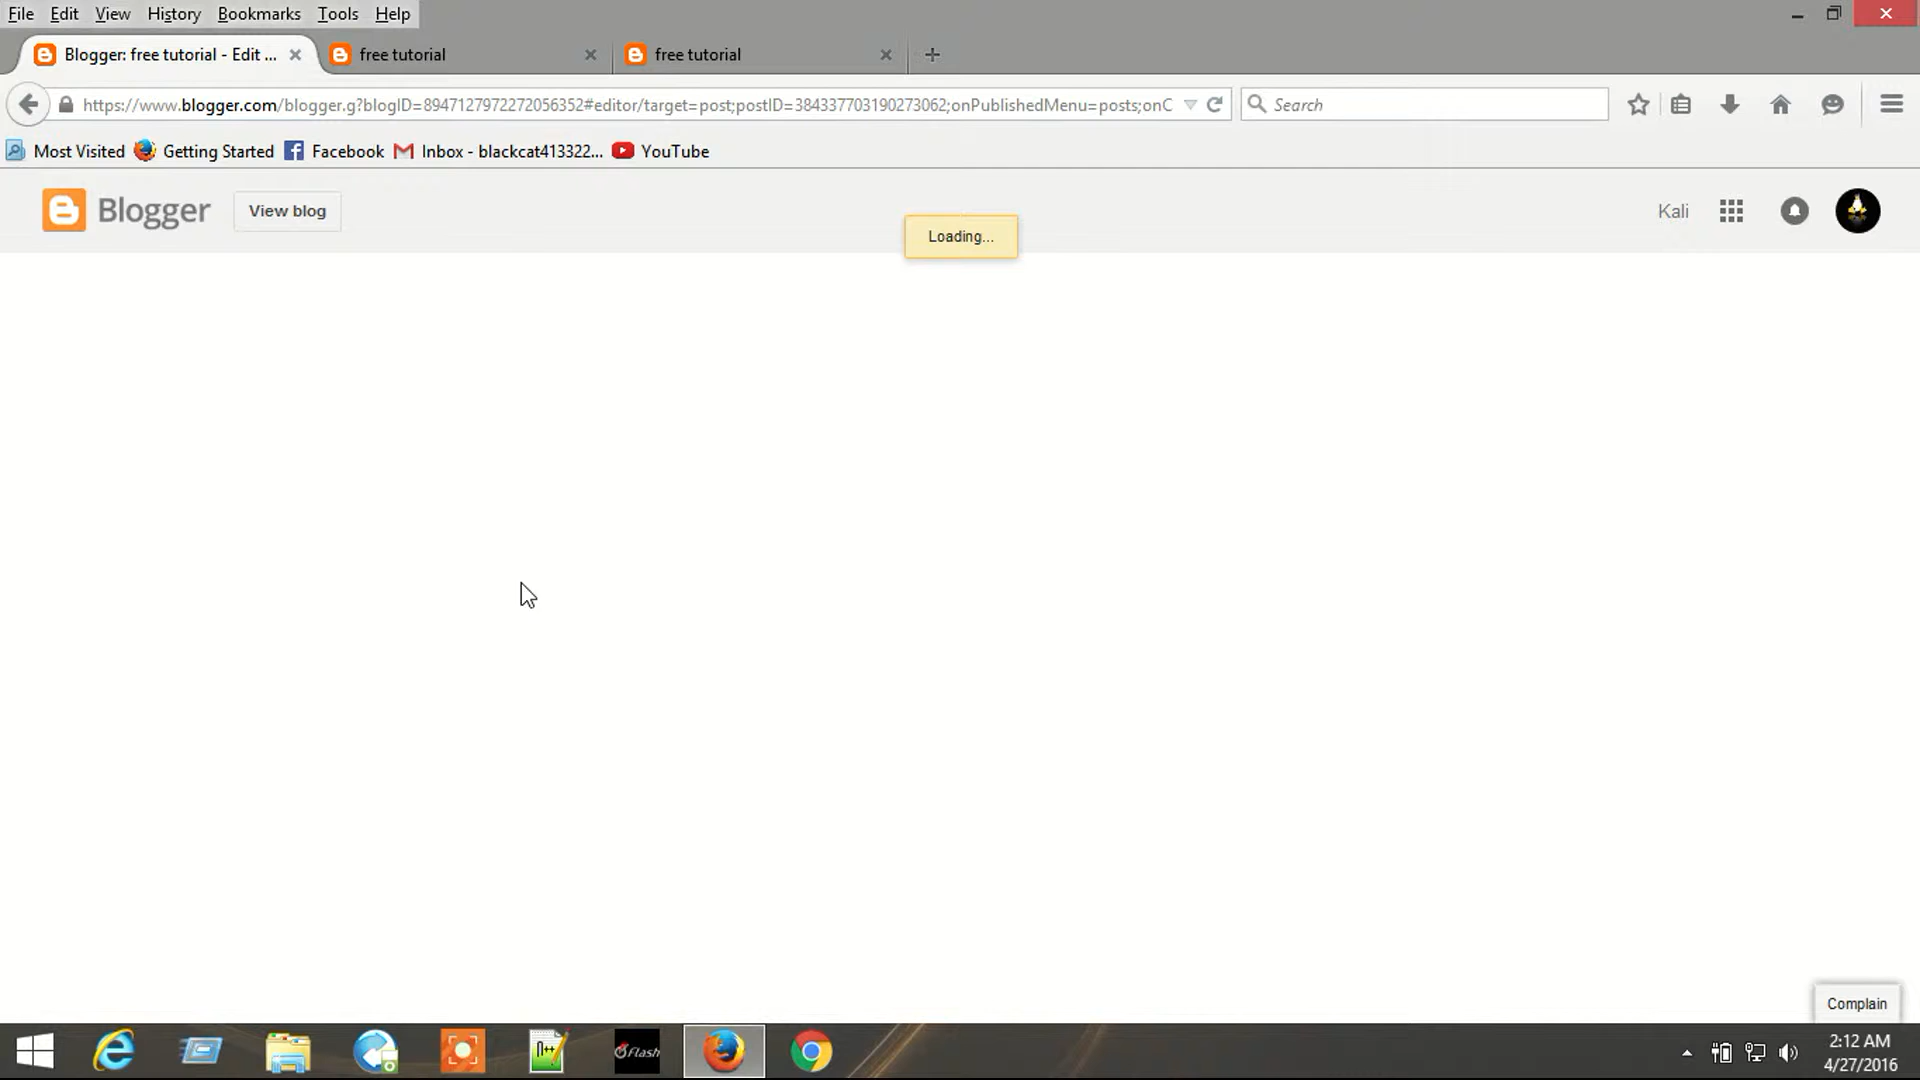 File Edit View History Bookmarks Tools Help
Blogger: free tutorial - Edit ... free tutorial free tutorial
https://www.blogger.com/blogger.g?blogID=8947127972272056352#editor/target=post;postID=384337703190273062;onPublishedMenu=posts;onC Search
Most Visited Getting Started Facebook Inbox - blackcat413322... YouTube
Blogger View blog Kali
Loading...
Complain
Flash
2:12 AM
4/27/2016